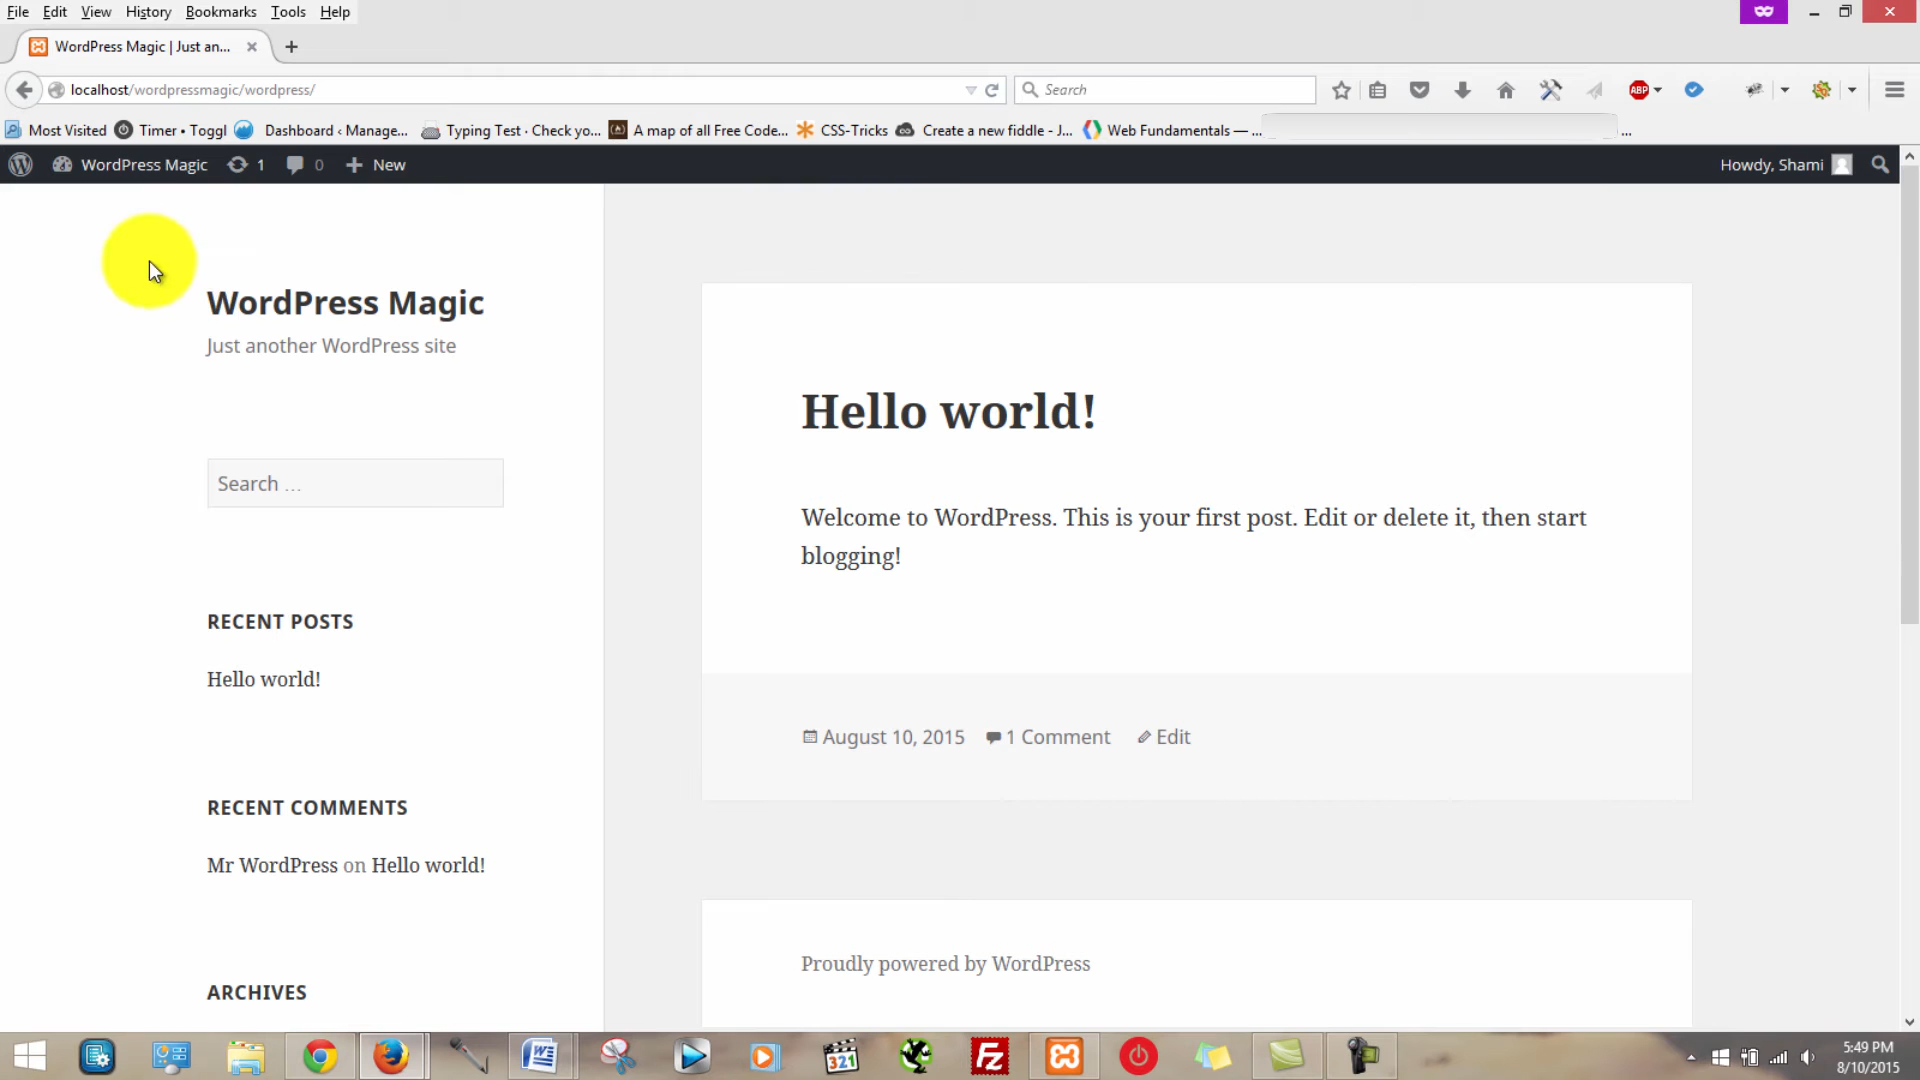 File Edit View History Bookmarks Tools Help
WordPress Magic | Just an...
localhost/wordpressmagic/wordpress/
Search
ABP
Most Visited Timer • Toggl Dashboard ‹ Manage... Typing Test · Check yo... A map of all Free Code... CSS-Tricks Create a new fiddle - J... Web Fundamentals — ... ...
WordPress Magic 1 0 New Howdy, Shami
WordPress Magic
Just another WordPress site
Search …
RECENT POSTS
Hello world!
RECENT COMMENTS
Mr WordPress on Hello world!
ARCHIVES
Hello world!
Welcome to WordPress. This is your first post. Edit or delete it, then start
blogging!
August 10, 2015 1 Comment Edit
Proudly powered by WordPress
321
FZ
5:49 PM
8/10/2015